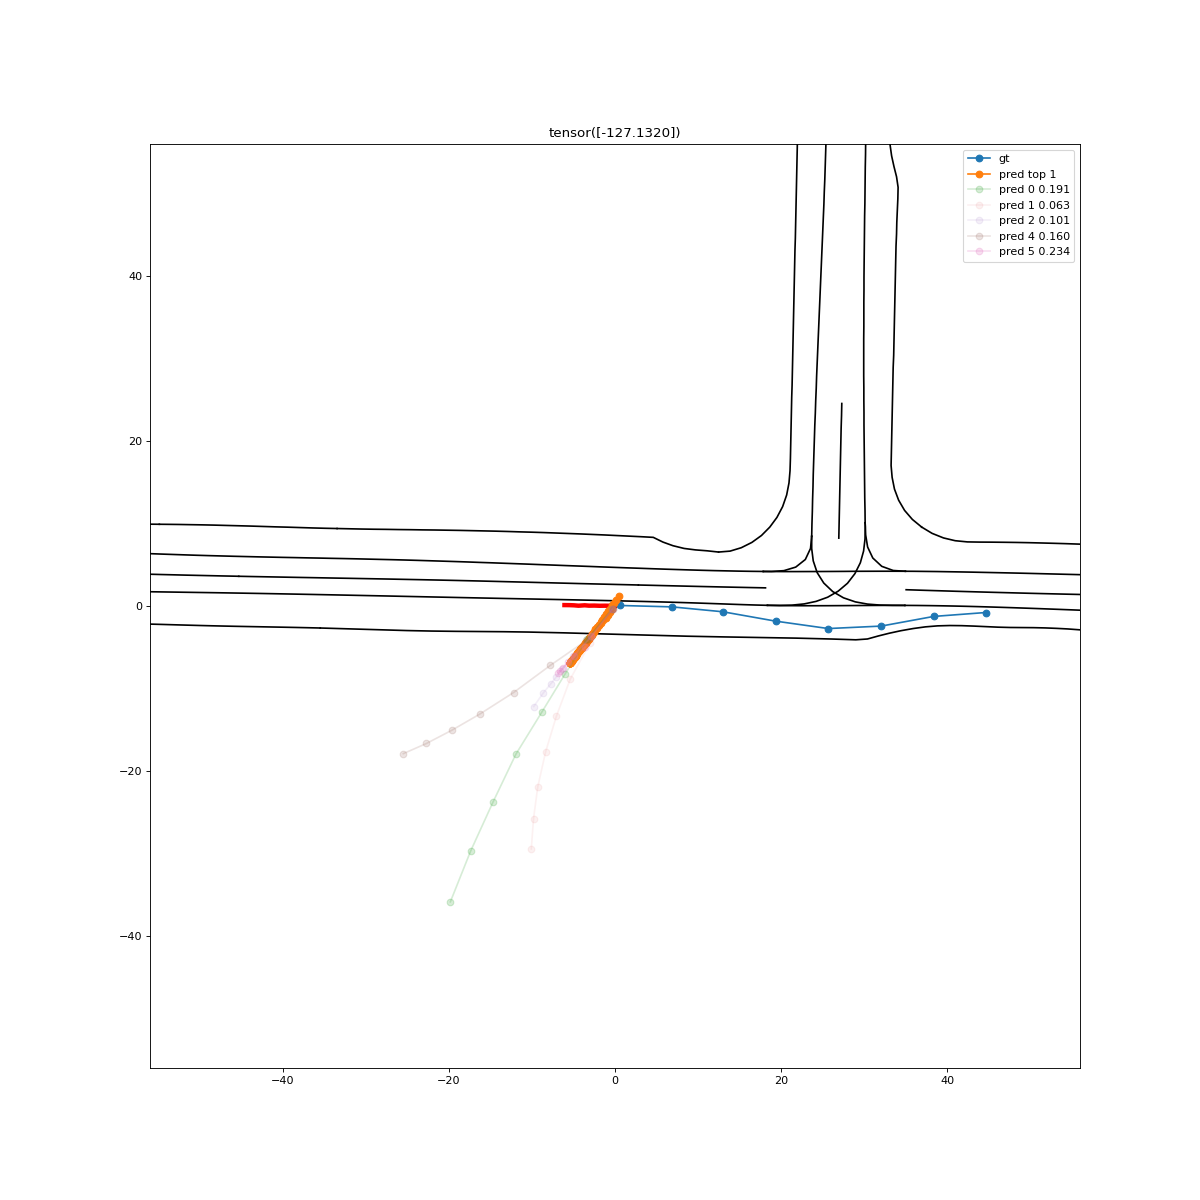 tensor([-127.1320])
gt
pred top 1
pred 0 0.191
pred 1 0.063
pred 2 0.101
pred 4 0.160
pred 5 0.234
40
20
0
−20
−40
−40
−20
0
20
40